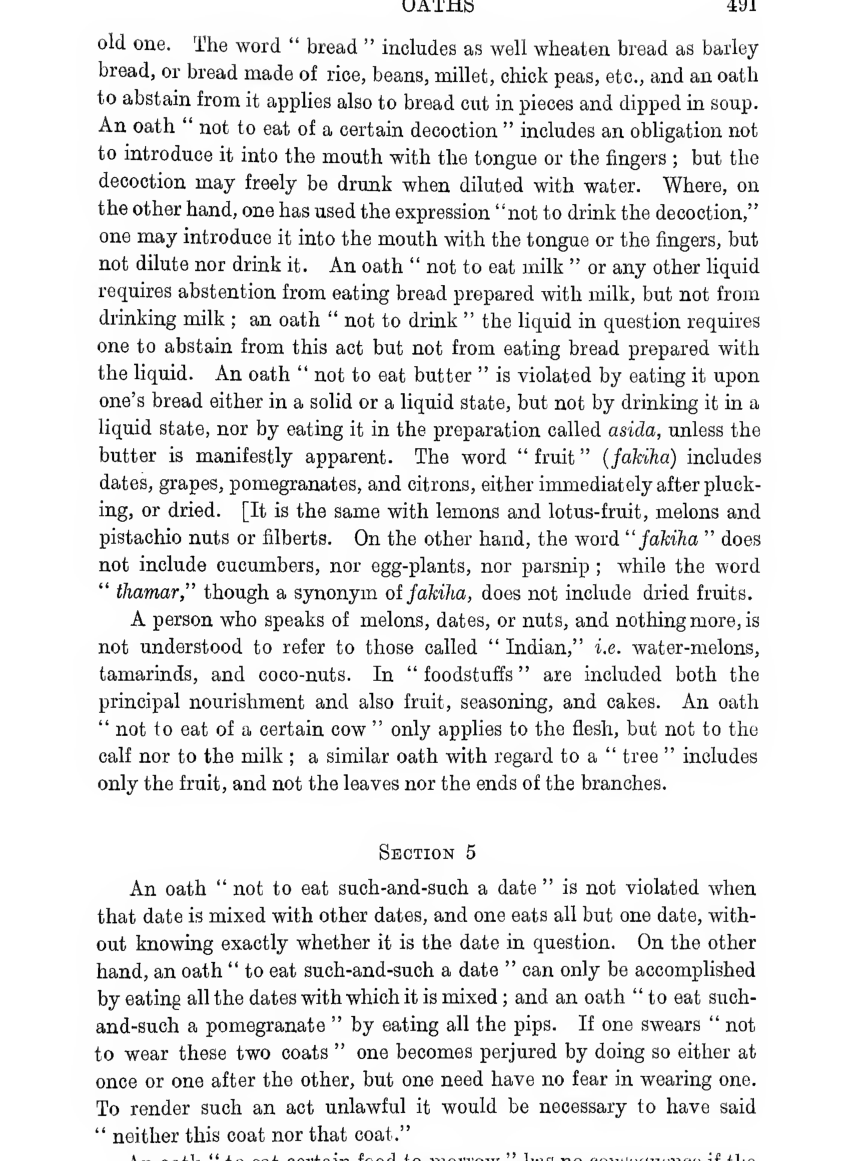 OATHS 491
old one. The word “ bread ” includes as well wheaten bread as barley
bread, or bread made of rice, beans, millet, chick peas, etc., and an oath
to abstain from it applies also to bread cut in pieces and dipped in soup.
An oath “ not to eat of a certain decoction ” includes an obligation not
to introduce it into the mouth with the tongue or the fingers ; but the
decoction may freely be drunk when diluted with water. Where, on
the other hand, one has used the expression “not to drink the decoction,”
one may introduce it into the mouth with the tongue or the fingers, but
not dilute nor drink it. An oath “ not to eat milk ” or any other liquid
requires abstention from eating bread prepared with milk, but not from
drinking milk ; an oath “ not to drink ” the liquid in question requires
one to abstain from this act but not from eating bread prepared with
the liquid. An oath “ not to eat butter ” is violated by eating it upon
one’s bread either in a solid or a liquid state, but not by drinking it in a
liquid state, nor by eating it in the preparation called asida, unless the
butter is manifestly apparent. The word “ fruit ” (fakiha) includes
dates, grapes, pomegranates, and citrons, either immediately after pluck-
ing, or dried. [It is the same with lemons and lotus-fruit, melons and
pistachio nuts or filberts. On the other hand, the word “ fakiha ” does
not include cucumbers, nor egg-plants, nor parsnip ; while the word
“ thamar,” though a synonym of fakiha, does not include dried fruits.
A person who speaks of melons, dates, or nuts, and nothing more, is
not understood to refer to those called “ Indian,” i.e. water-melons,
tamarinds, and coco-nuts. In “ foodstuffs ” are included both the
principal nourishment and also fruit, seasoning, and cakes. An oath
“ not to eat of a certain cow ” only applies to the flesh, but not to the
calf nor to the milk ; a similar oath with regard to a “ tree ” includes
only the fruit, and not the leaves nor the ends of the branches.
Section 5
An oath “ not to eat such-and-such a date ” is not violated when
that date is mixed with other dates, and one eats all but one date, with-
out knowing exactly whether it is the date in question. On the other
hand, an oath “ to eat such-and-such a date ” can only be accomplished
by eating all the dates with which it is mixed ; and an oath “ to eat such-
and-such a pomegranate ” by eating all the pips. If one swears “ not
to wear these two coats ” one becomes perjured by doing so either at
once or one after the other, but one need have no fear in wearing one.
To render such an act unlawful it would be necessary to have said
“ neither this coat nor that coat.”
An oath “ to eat certain food to-morrow ” has no consequence if the